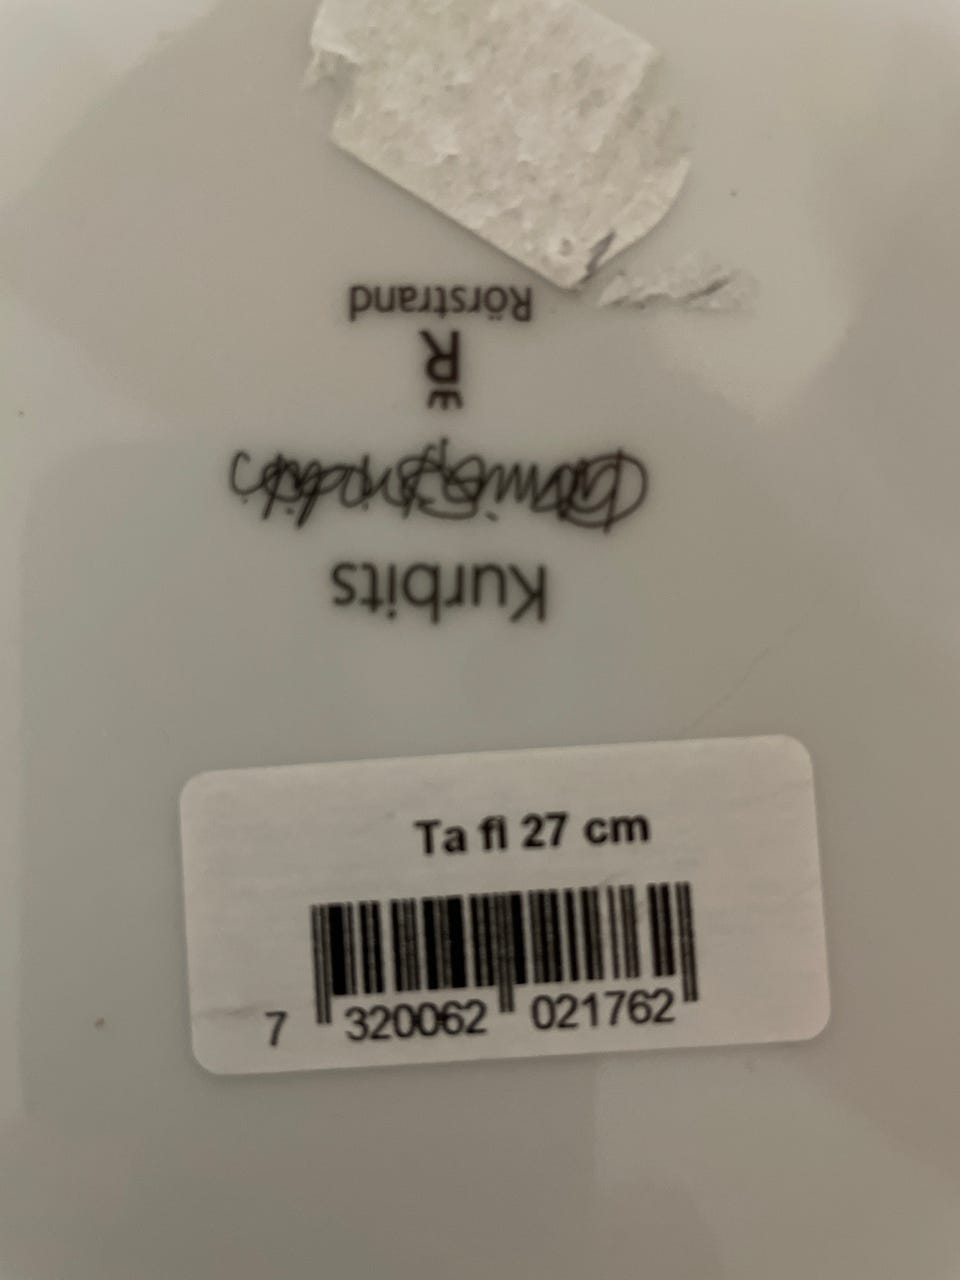 Rörstrand
R
Kurbits
Ta fl 27 cm
7 320062 021762